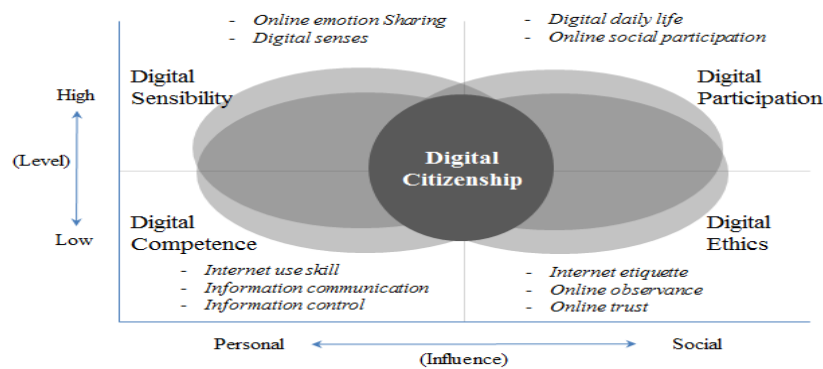 - Online emotion Sharing
- Digital senses
- Digital daily life
- Online social participation
Digital
Sensibility
Digital
Participation
High
(Level)
Low
Digital
Citizenship
Digital
Competence
Digital
Ethics
- Internet use skill
- Information communication
- Information control
- Internet etiquette
- Online observance
- Online trust
Personal
(Influence)
Social